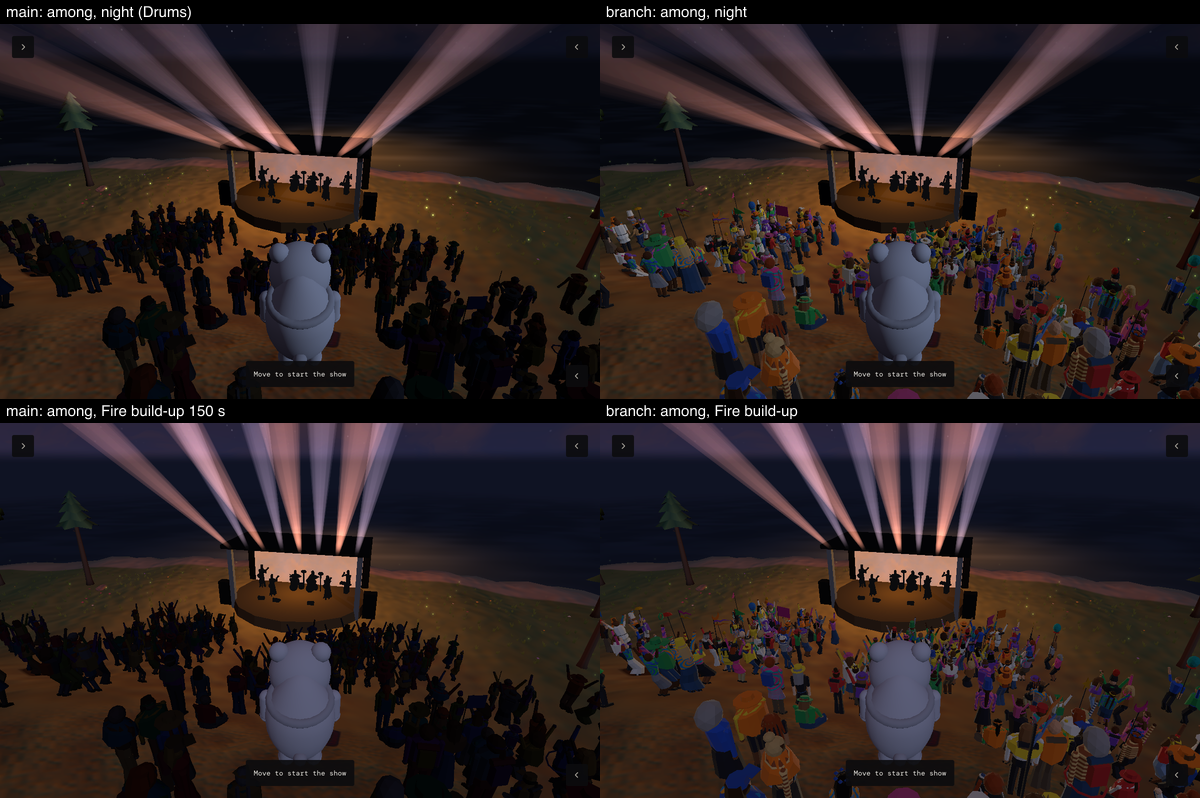 main: among, night (Drums)
branch: among, night
Move to start the show
Move to start the show
main: among, Fire build-up 150 s
branch: among, Fire build-up
Move to start the show
Move to start the show